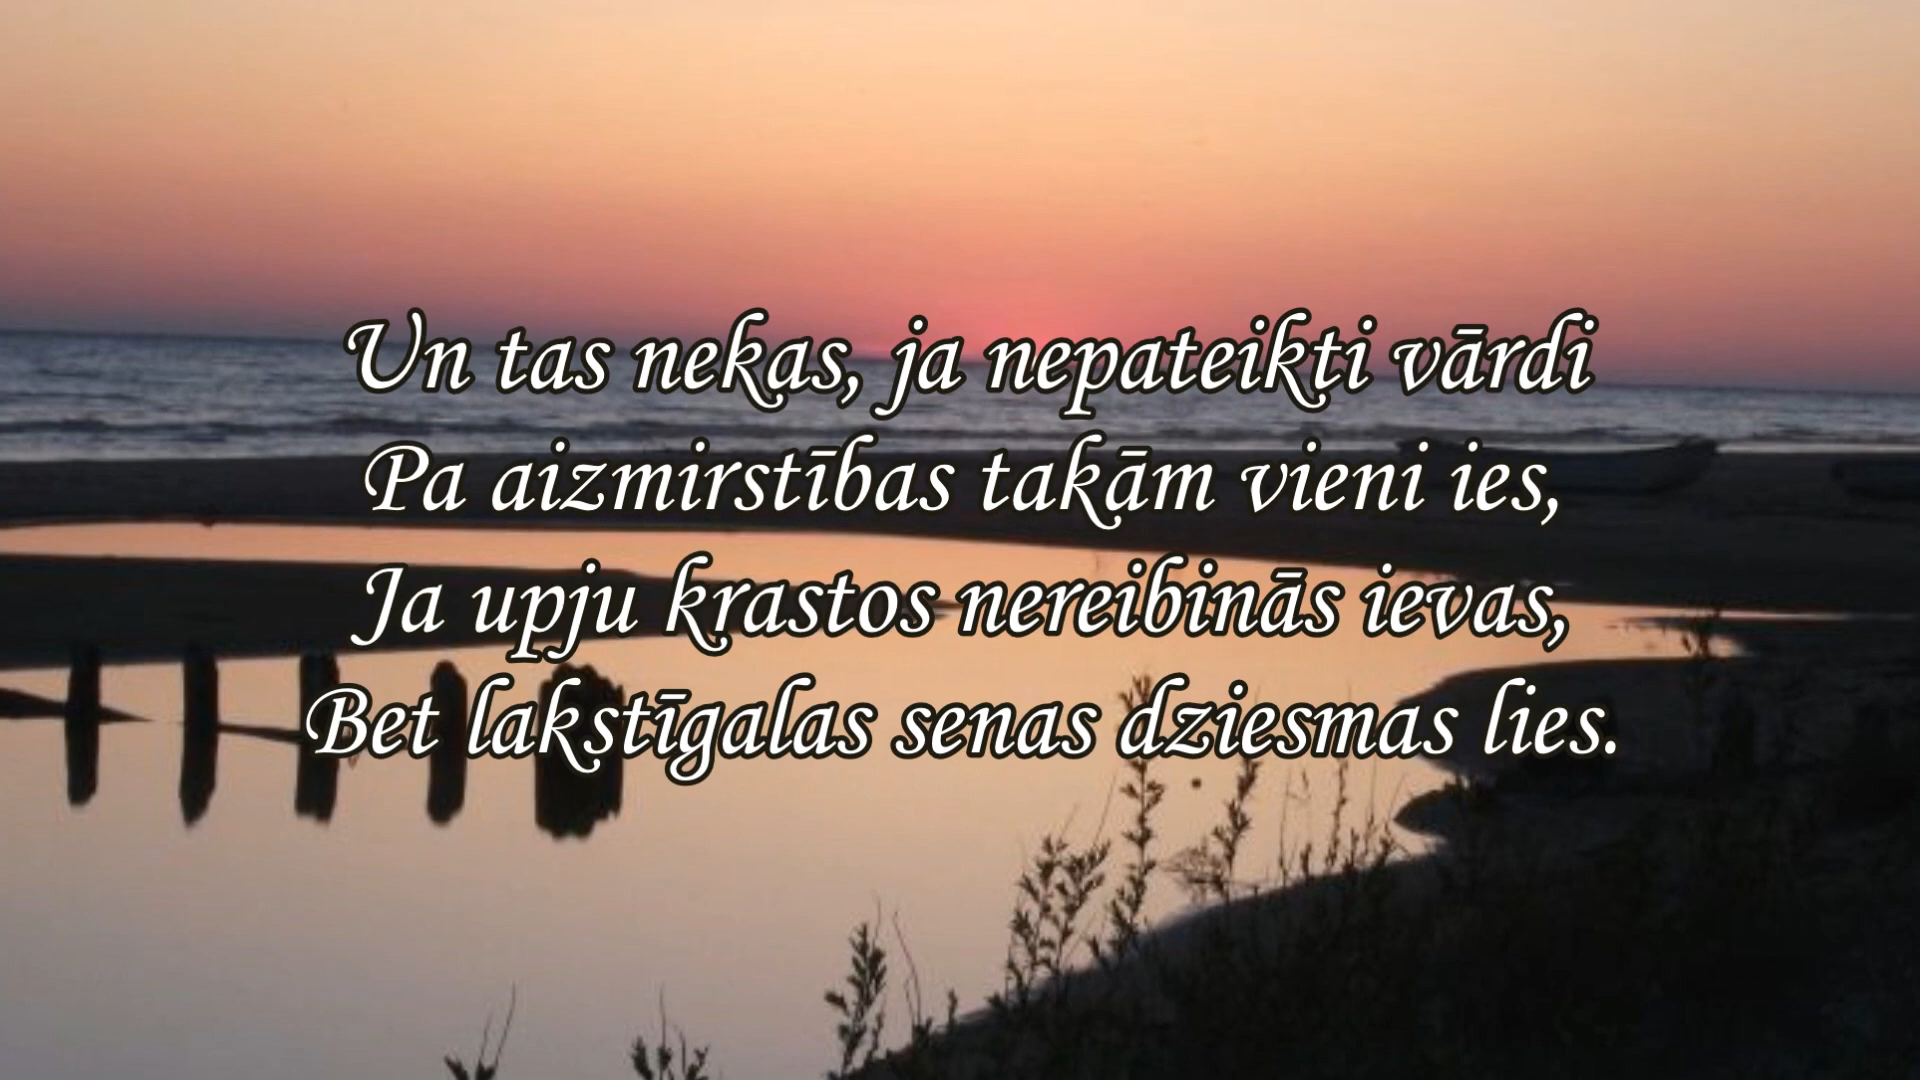 Un tas nekas, ja nepateikti vārdi
Pa aizmirstības takām vieni ies,
Ja upju krastos nereibinās ievas,
Bet lakstīgalas senas dziesmas lies.